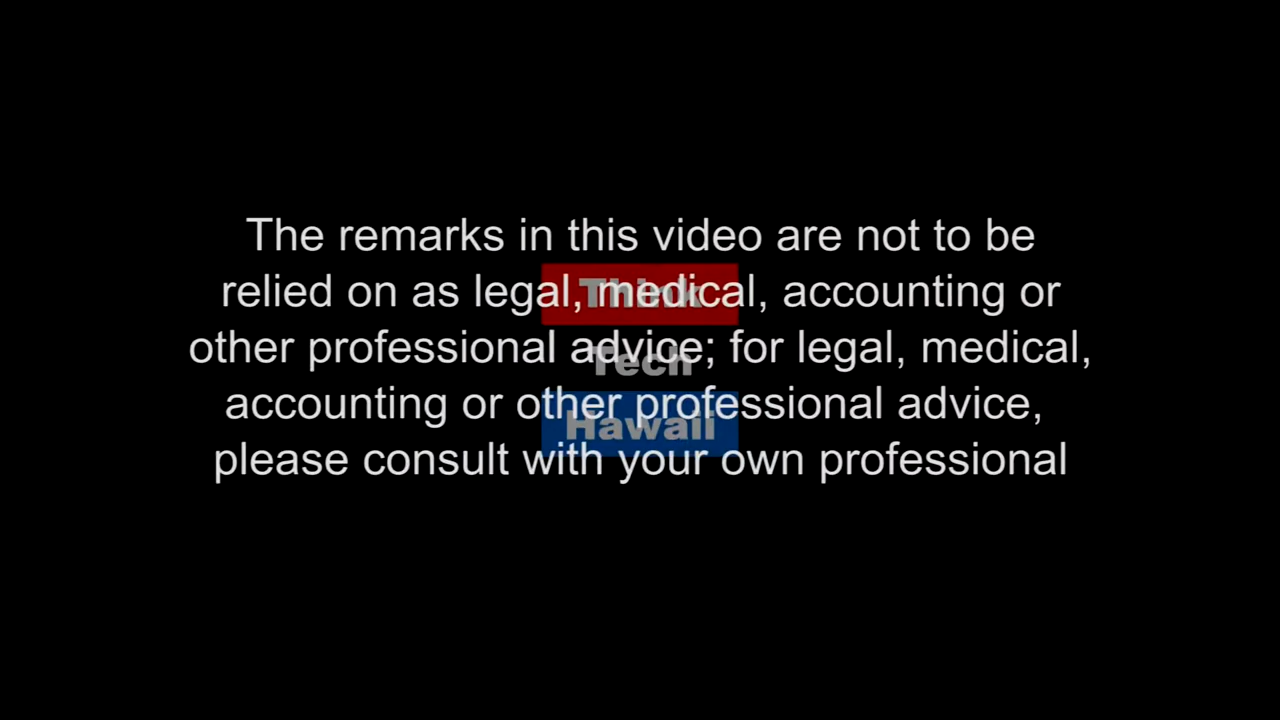 The remarks in this video are not to be
relied on as legal, medical, accounting or
other professional advice; for legal, medical,
accounting or other professional advice,
please consult with your own professional
Think
Tech
Hawaii